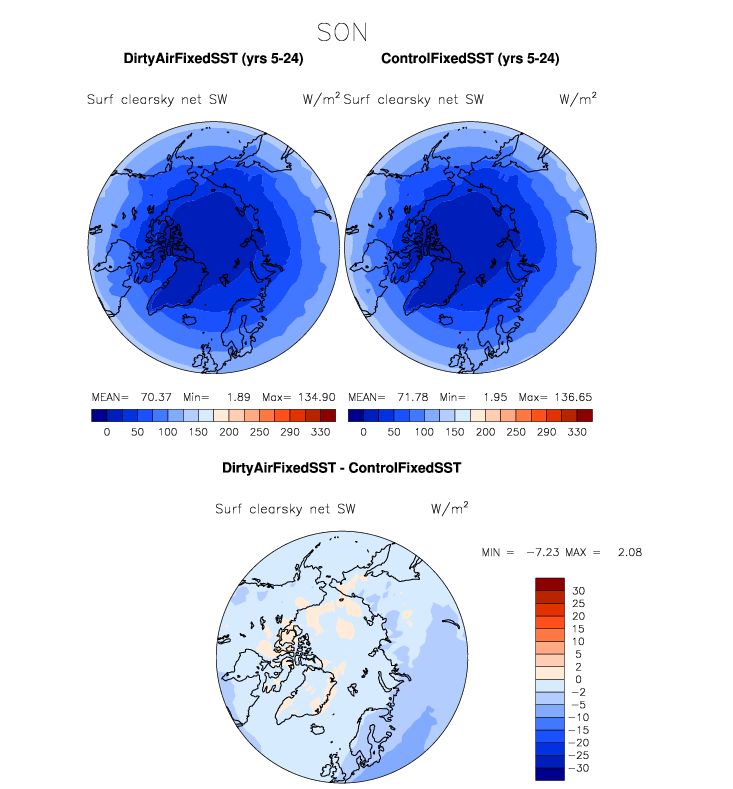 SON
DirtyAirFixedSST (yrs 5-24) ControlFixedSST (yrs 5-24)
Surf clearsky net SW W/m² Surf clearsky net SW W/m²
MEAN= 70.37 Min= 1.89 Max= 134.90 MEAN= 71.78 Min= 1.95 Max= 136.65
0 50 100 150 200 250 290 330 0 50 100 150 200 250 290 330
DirtyAirFixedSST - ControlFixedSST
Surf clearsky net SW W/m²
MIN = -7.23 MAX = 2.08
30
25
20
15
10
5
2
0
-2
-5
-10
-15
-20
-25
-30